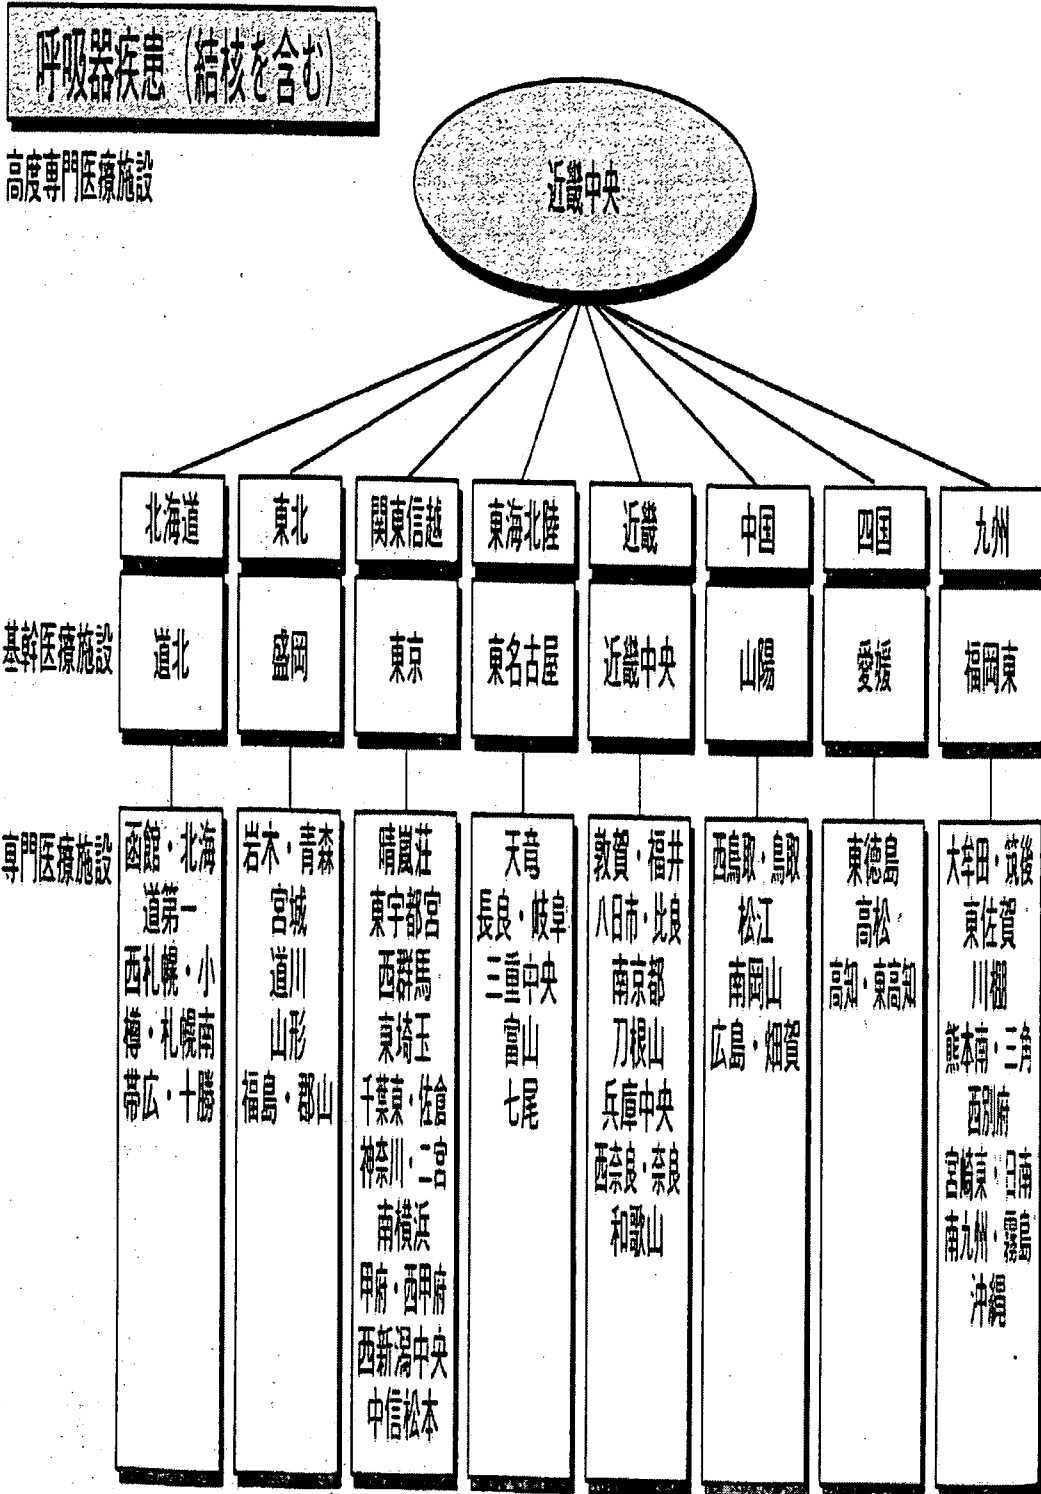 呼吸器疾患（結核を含む）
高度専門医療施設
近畿中央
北海道
東北
関東信越
東海北陸
近畿
中国
四国
九州
基幹医療施設
道北
盛岡
東京
東名古屋
近畿中央
山陽
愛媛
福岡東
専門医療施設
函館・北海
道第一
西札幌・小
樽・札幌南
帯広・十勝
岩木・青森
宮城
道川
山形
福島・郡山
晴嵐荘
東宇都宮
西群馬
東埼玉
千葉東・佐倉
神奈川・二宮
南横浜
甲府・西甲府
西新潟中央
中信松本
天竜
長良・岐阜
三重中央
富山
七尾
敦賀・福井
八日市・比良
南京都
刀根山
兵庫中央
西奈良・奈良
和歌山
西鳥取・鳥取
松江
南岡山
広島・畑賀
東徳島
高松
高知・東高知
大牟田・筑後
東佐賀
川棚
熊本南・三角
西別府
宮崎東・日南
南九州・霧島
沖縄